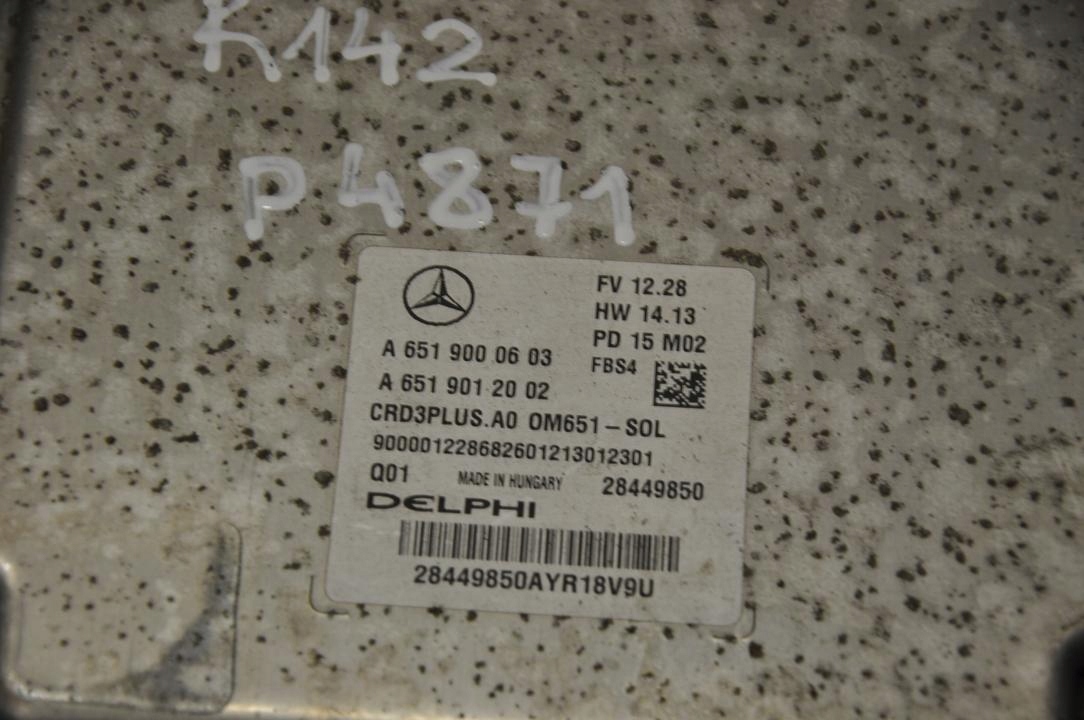 K142
P4871
FV 12.28
HW 14.13
PD 15 M02
A 651 900 06 03
FBS4
A 651 901 20 02
CRD3PLUS.A0 OM651-SOL
900001228682601213012301
Q01 MADE IN HUNGARY 28449850
DELPHI
28449850AYR18V9U